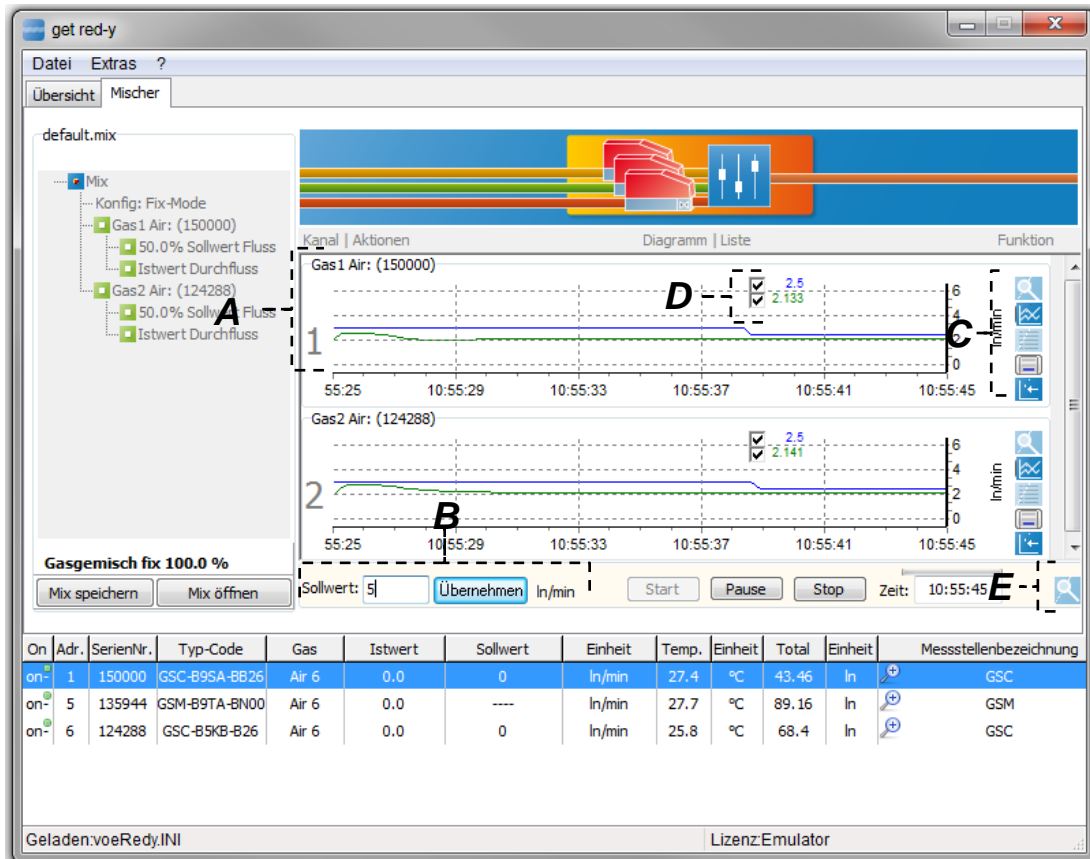 get red-y
Datei Extras ?
Übersicht Mischer
default.mix
Mix
Konfig: Fix-Mode
Gas1 Air: (150000)
50.0% Sollwert Fluss
Istwert Durchfluss
Gas2 Air: (124288)
50.0% Sollwert Fluss
Istwert Durchfluss
Gasgemisch fix 100.0 %
Mix speichern Mix öffnen
Kanal | Aktionen Diagramm | Liste Funktion
A
Gas1 Air: (150000)
1
D
2.5
2.133
6
4
2
0
ln/min
C
55:25 10:55:29 10:55:33 10:55:37 10:55:41 10:55:45
Gas2 Air: (124288)
2
2.5
2.141
6
4
2
0
ln/min
B
55:25 10:55:29 10:55:33 10:55:37 10:55:41 10:55:45
Sollwert: 5 Übernehmen ln/min Start Pause Stop Zeit: 10:55:45 E
On Adr. SerienNr. Typ-Code Gas Istwert Sollwert Einheit Temp. Einheit Total Einheit Messstellenbezeichnung
on- 1 150000 GSC-B9SA-BB26 Air 6 0.0 0 ln/min 27.4 °C 43.46 ln GSC
on- 5 135944 GSM-B9TA-BN00 Air 6 0.0 ---- ln/min 27.7 °C 89.16 ln GSM
on- 6 124288 GSC-B5KB-B26 Air 6 0.0 0 ln/min 25.8 °C 68.4 ln GSC
Geladen:voeRedy.INI Lizenz:Emulator